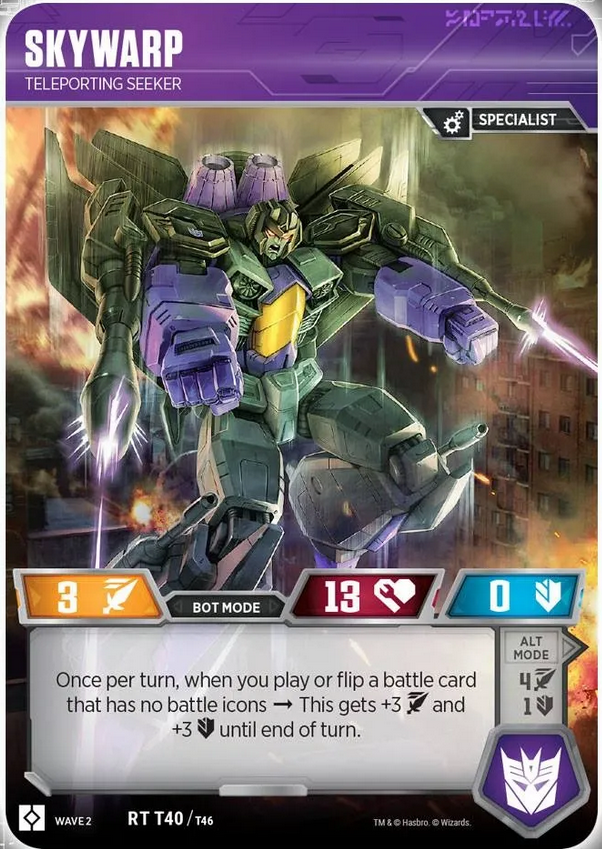 SKYWARP
TELEPORTING SEEKER
SPECIALIST
3
BOT MODE
13
0
Once per turn, when you play or flip a battle card
that has no battle icons → This gets +3 and
+3 until end of turn.
ALT
MODE
4
1
WAVE 2
RT T40/T46
TM & © Hasbro. © Wizards.